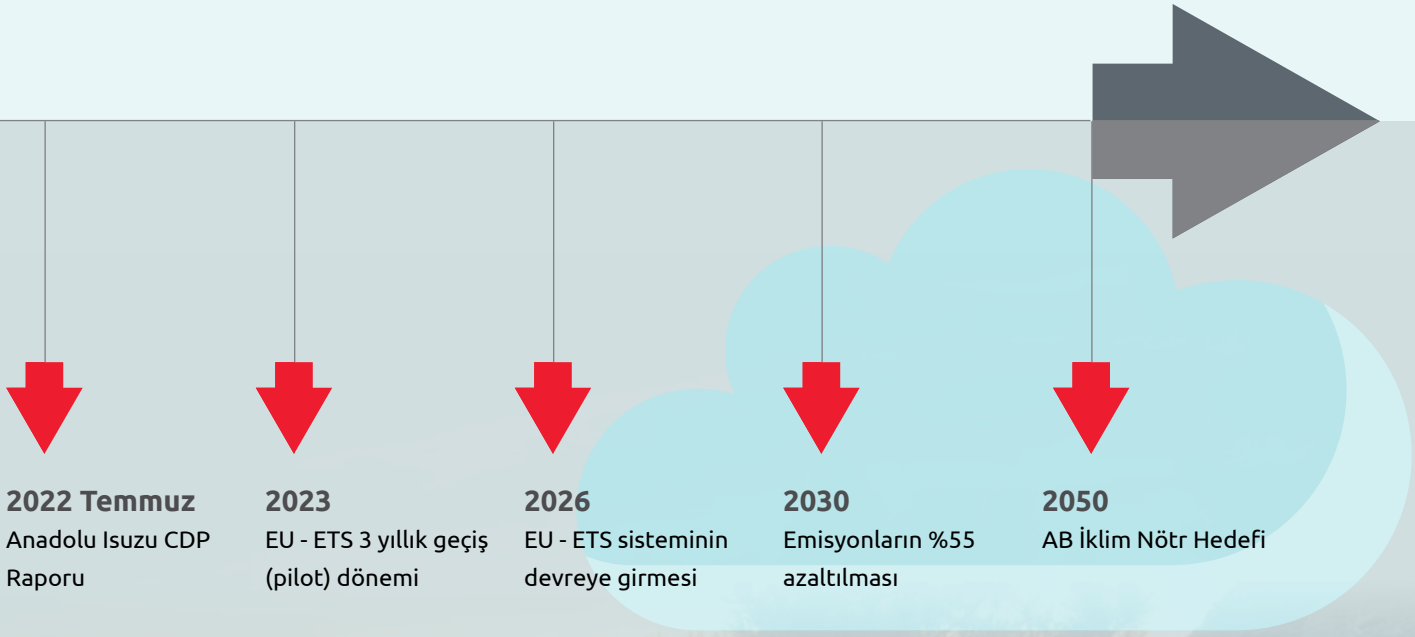 2022 Temmuz
Anadolu Isuzu CDP
Raporu
2023
EU - ETS 3 yıllık geçiş
(pilot) dönemi
2026
EU - ETS sisteminin
devreye girmesi
2030
Emisyonların %55
azaltılması
2050
AB İklim Nötr Hedefi